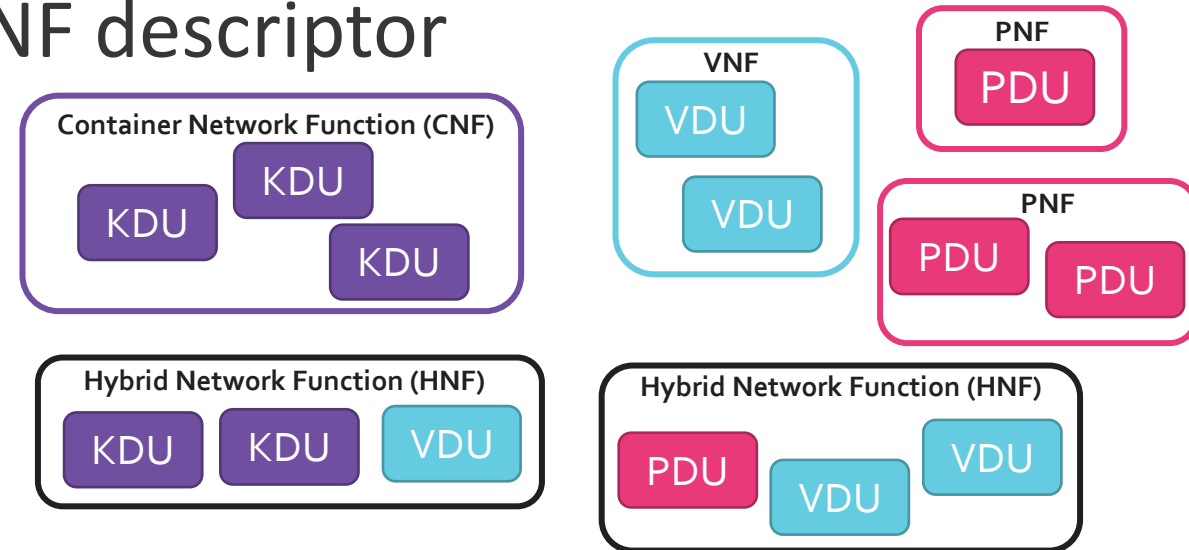 NF descriptor
Container Network Function (CNF)
KDU
KDU
KDU
VNF
VDU
VDU
PNF
PDU
PNF
PDU
PDU
Hybrid Network Function (HNF)
KDU
KDU
VDU
Hybrid Network Function (HNF)
PDU
VDU
VDU